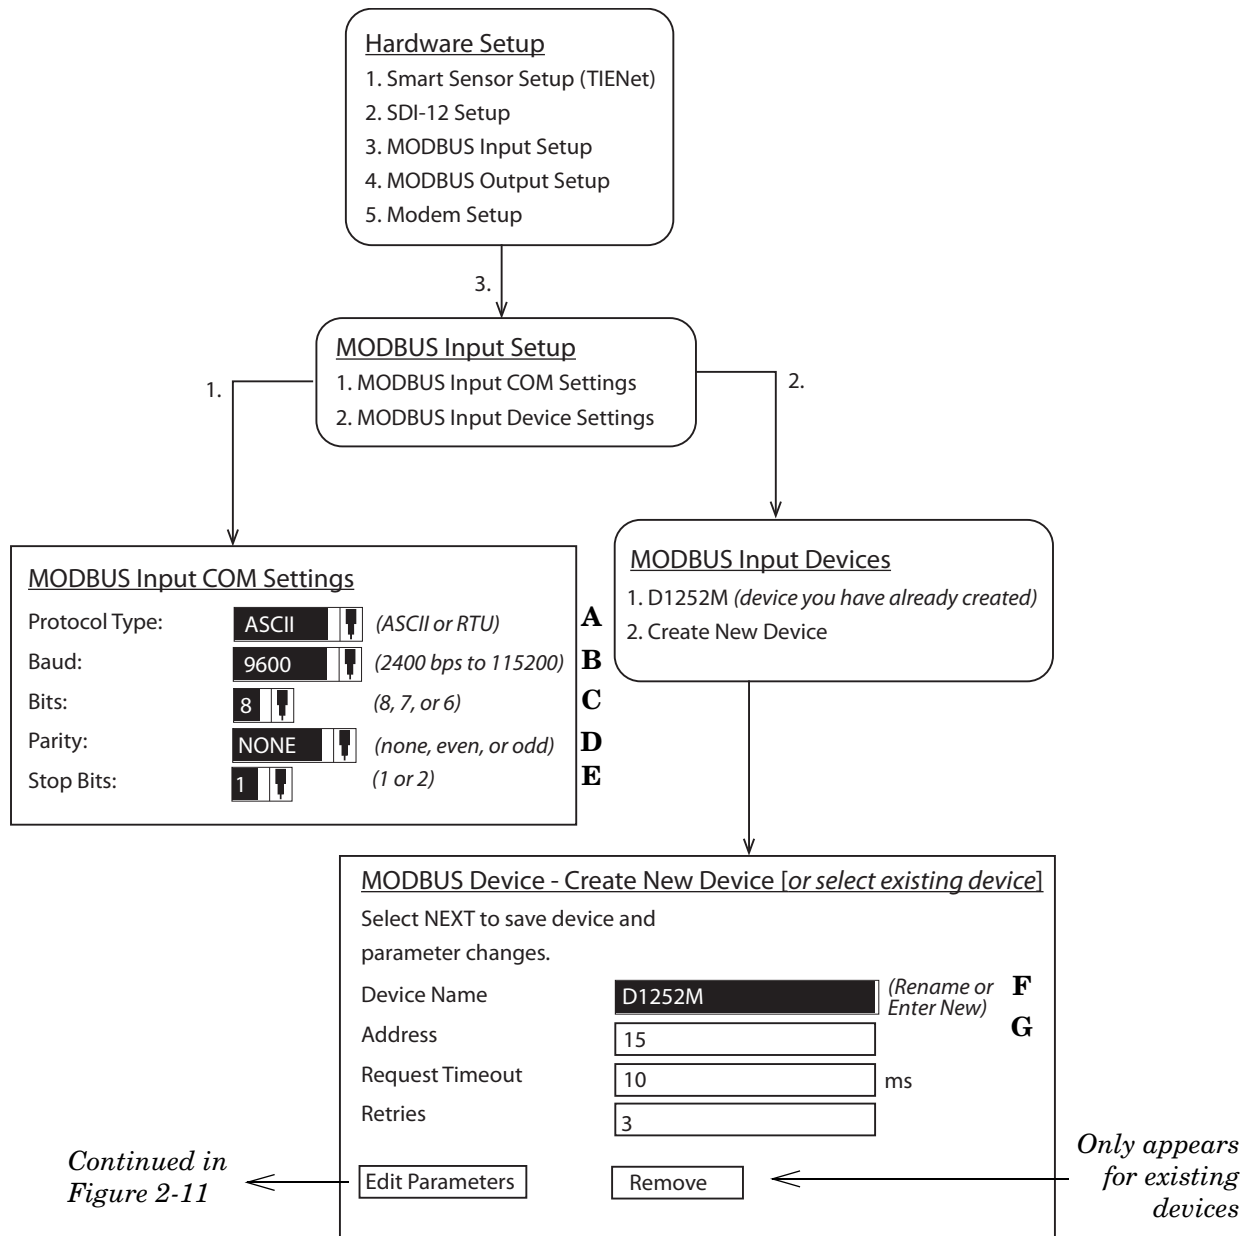 Hardware Setup
1. Smart Sensor Setup (TIENet)
2. SDI-12 Setup
3. MODBUS Input Setup
4. MODBUS Output Setup
5. Modem Setup
3.
MODBUS Input Setup
1. MODBUS Input COM Settings
2. MODBUS Input Device Settings
1.
2.
MODBUS Input COM Settings
Protocol Type: ASCII (ASCII or RTU) A
Baud: 9600 (2400 bps to 115200) B
Bits: 8 (8, 7, or 6) C
Parity: NONE (none, even, or odd) D
Stop Bits: 1 (1 or 2) E
MODBUS Input Devices
1. D1252M (device you have already created)
2. Create New Device
MODBUS Device - Create New Device [or select existing device]
Select NEXT to save device and
parameter changes.
Device Name D1252M (Rename or
Enter New) F
Address 15 G
Request Timeout 10 ms
Retries 3
Edit Parameters Remove
Continued in
Figure 2-11
Only appears
for existing
devices